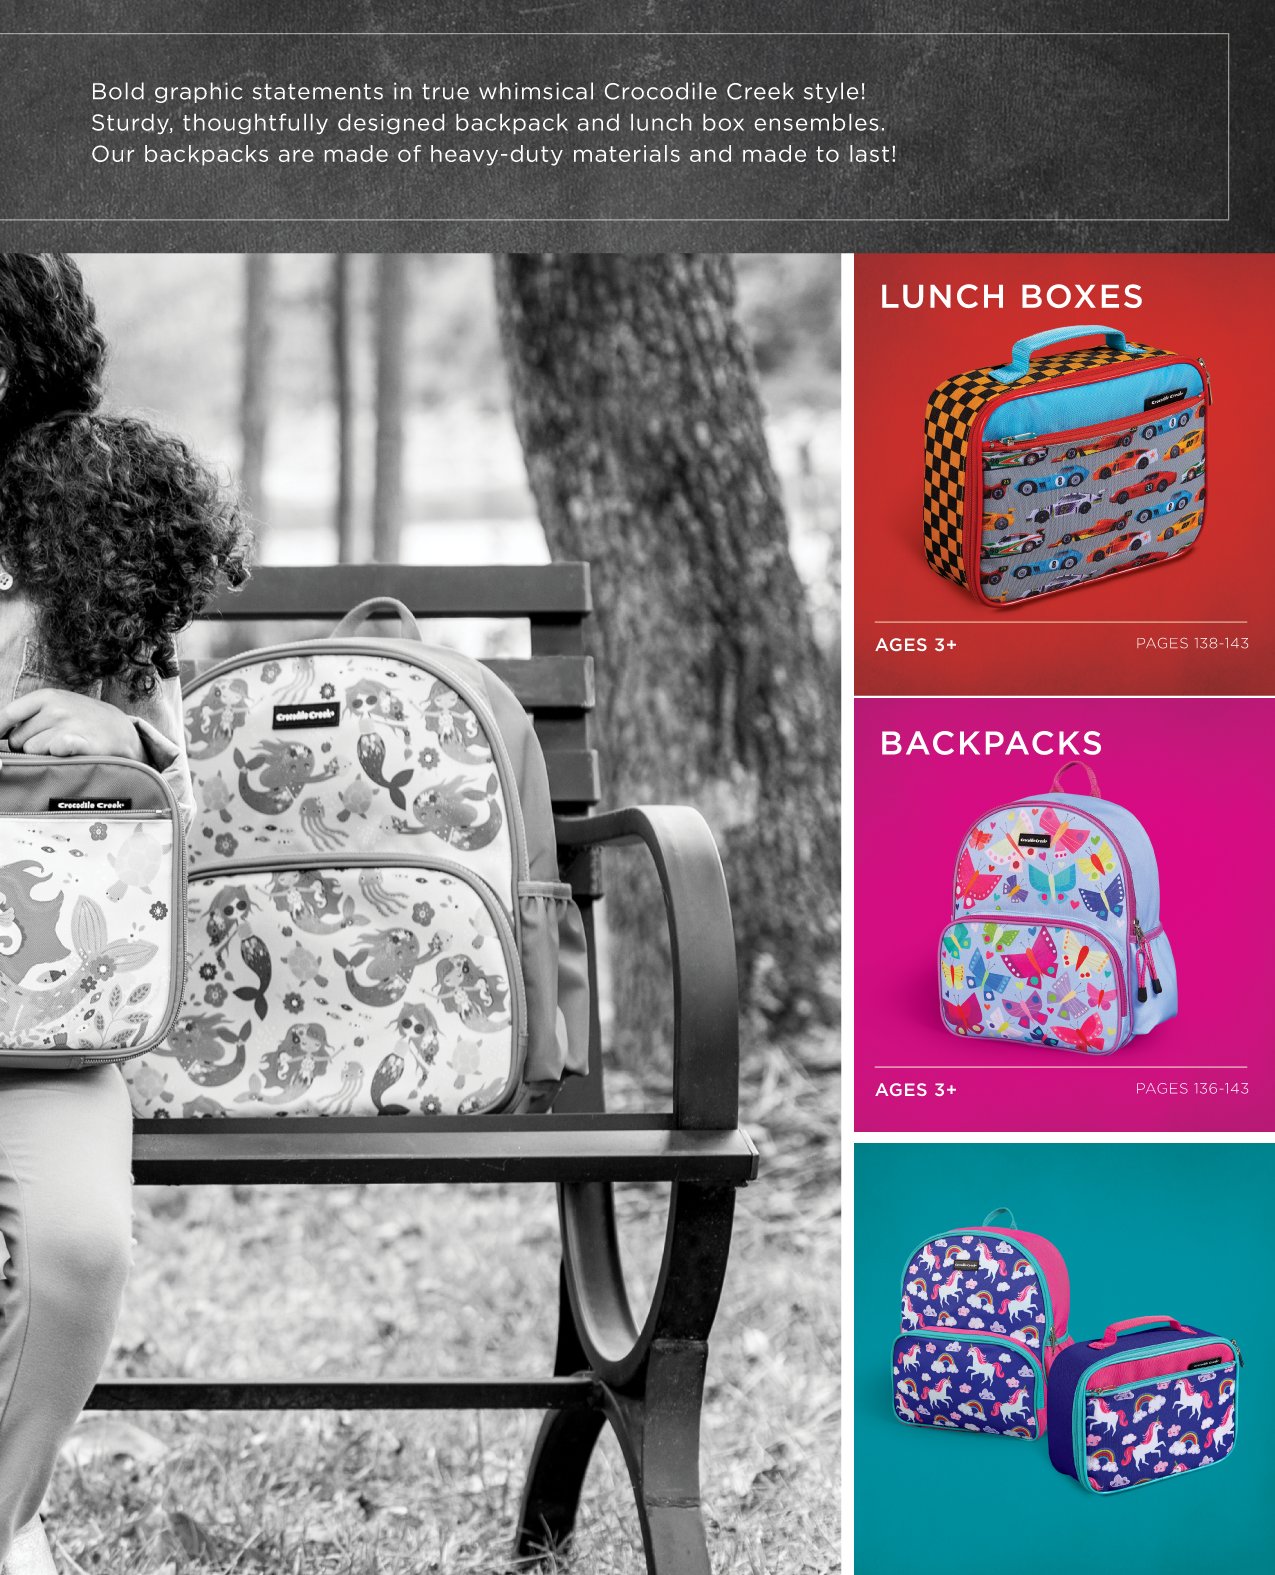 Bold graphic statements in true whimsical Crocodile Creek style!
Sturdy, thoughtfully designed backpack and lunch box ensembles.
Our backpacks are made of heavy-duty materials and made to last!
LUNCH BOXES
Crocodile Creek
AGES 3+
PAGES 138-143
Crocodile Creek®
Crocodile Creek®
BACKPACKS
Crocodile Creek
AGES 3+
PAGES 136-143
Crocodile Creek
Crocodile Creek